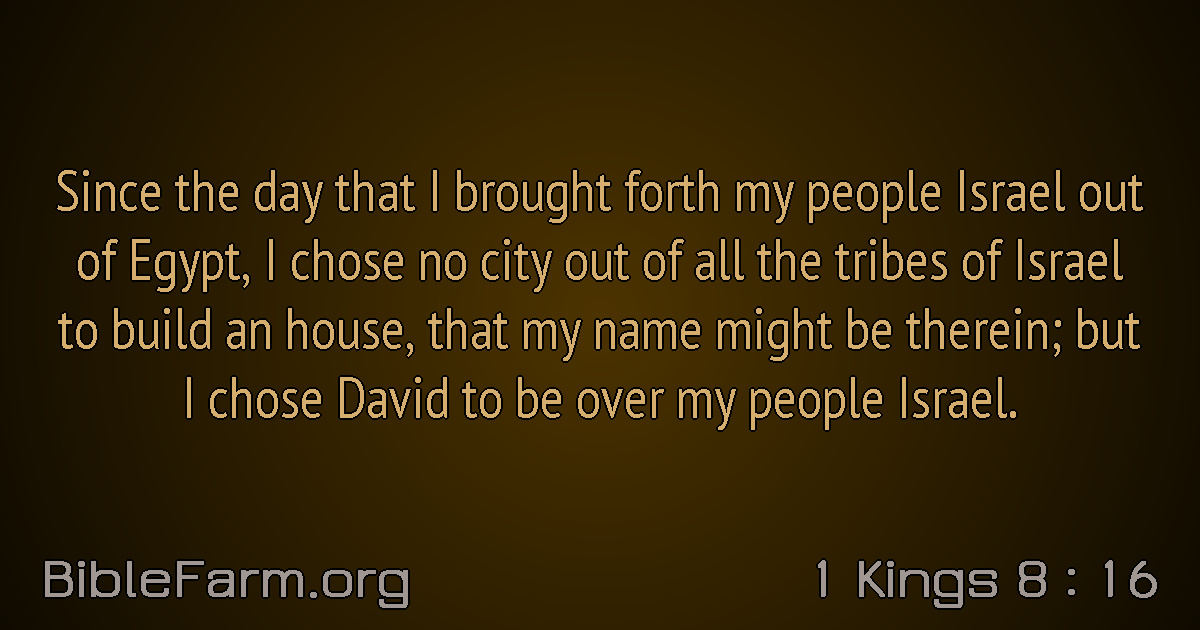 Since the day that I brought forth my people Israel out
of Egypt, I chose no city out of all the tribes of Israel
to build an house, that my name might be therein; but
I chose David to be over my people Israel.
BibleFarm.org
1 Kings 8 : 16